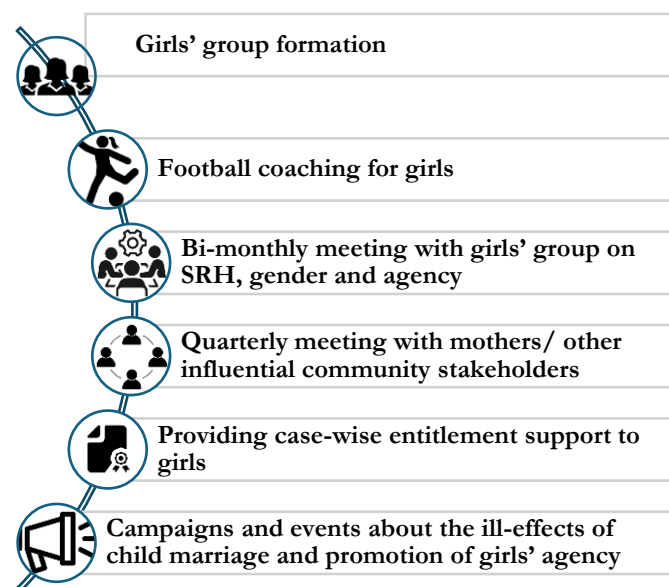 Girls’ group formation
Football coaching for girls
Bi-monthly meeting with girls’ group on
SRH, gender and agency
Quarterly meeting with mothers/ other
influential community stakeholders
Providing case-wise entitlement support to
girls
Campaigns and events about the ill-effects of
child marriage and promotion of girls’ agency